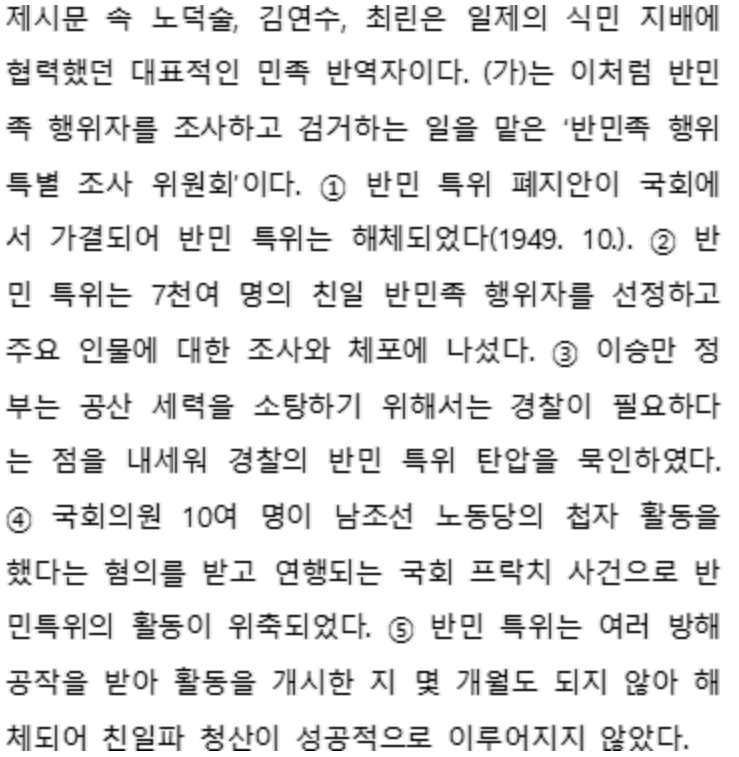 제시문 속 노덕술, 김연수, 최린은 일제의 식민 지배에
협력했던 대표적인 민족 반역자이다. (가)는 이처럼 반민
족 행위자를 조사하고 검거하는 일을 맡은 ‘반민족 행위
특별 조사 위원회’이다. ① 반민 특위 폐지안이 국회에
서 가결되어 반민 특위는 해체되었다(1949. 10.). ② 반
민 특위는 7천여 명의 친일 반민족 행위자를 선정하고
주요 인물에 대한 조사와 체포에 나섰다. ③ 이승만 정
부는 공산 세력을 소탕하기 위해서는 경찰이 필요하다
는 점을 내세워 경찰의 반민 특위 탄압을 묵인하였다.
④ 국회의원 10여 명이 남조선 노동당의 첩자 활동을
했다는 혐의를 받고 연행되는 국회 프락치 사건으로 반
민특위의 활동이 위축되었다. ⑤ 반민 특위는 여러 방해
공작을 받아 활동을 개시한 지 몇 개월도 되지 않아 해
체되어 친일파 청산이 성공적으로 이루어지지 않았다.